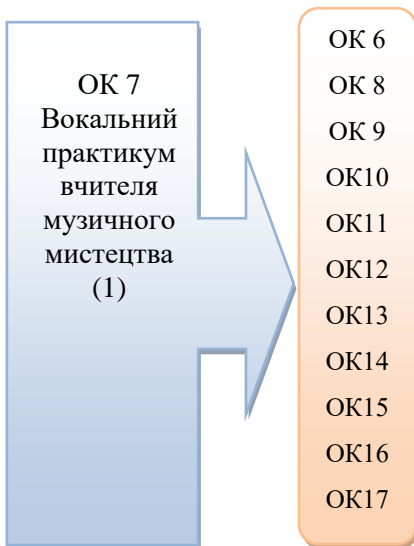 ОК 7
Вокальний
практикум
вчителя
музичного
мистецтва
(1)
ОК 6
ОК 8
ОК 9
ОК10
ОК11
ОК12
ОК13
ОК14
ОК15
ОК16
ОК17